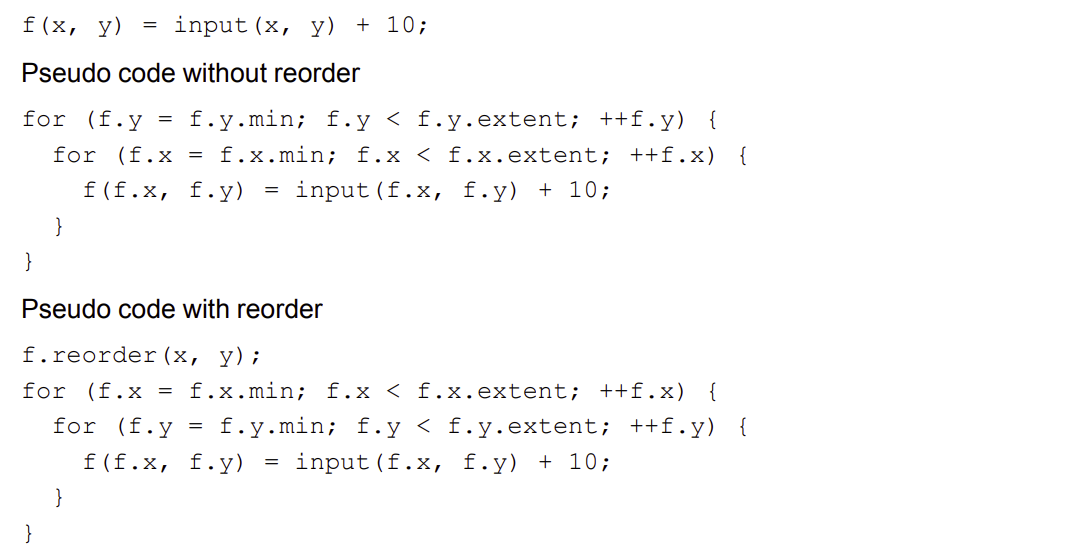 f(x, y) = input(x, y) + 10;
Pseudo code without reorder
for (f.y = f.y.min; f.y < f.y.extent; ++f.y) {
  for (f.x = f.x.min; f.x < f.x.extent; ++f.x) {
    f(f.x, f.y) = input(f.x, f.y) + 10;
  }
}
Pseudo code with reorder
f.reorder(x, y);
for (f.x = f.x.min; f.x < f.x.extent; ++f.x) {
  for (f.y = f.y.min; f.y < f.y.extent; ++f.y) {
    f(f.x, f.y) = input(f.x, f.y) + 10;
  }
}